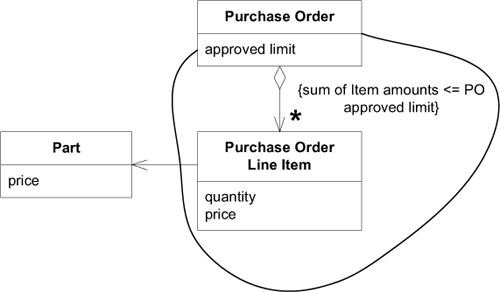 Purchase Order
approved limit
{sum of Item amounts <= PO
approved limit}
*
Part
price
Purchase Order
Line Item
quantity
price